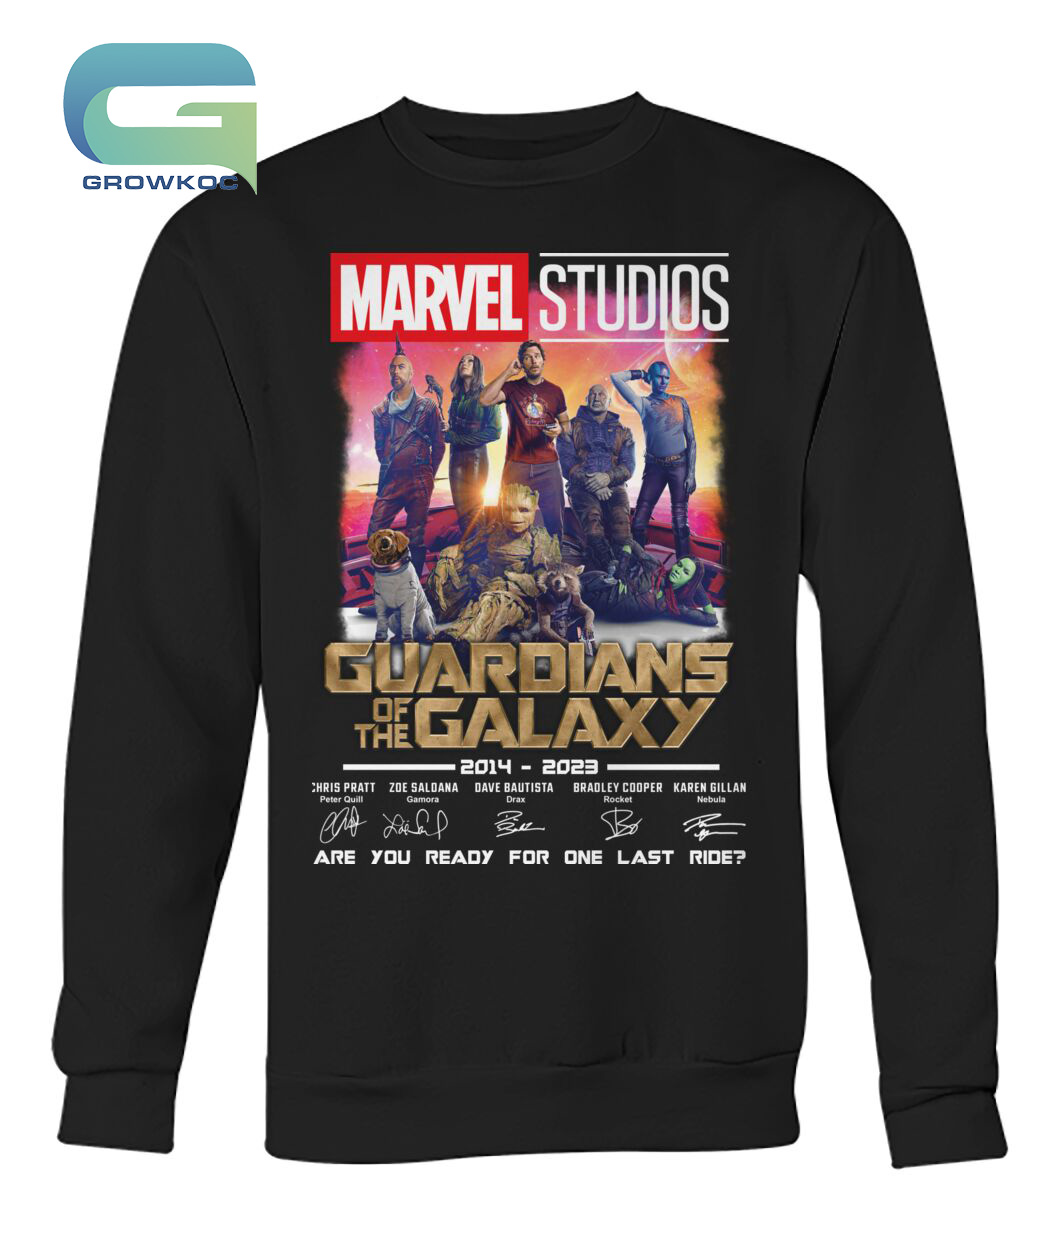 GROWKOC
MARVEL STUDIOS
GUARDIANS
OF THE GALAXY
2014 - 2023
CHRIS PRATT ZOE SALDANA DAVE BAUTISTA BRADLEY COOPER KAREN GILLAN
Peter Quill Gamora Drax Rocket Nebula
ARE YOU READY FOR ONE LAST RIDE?